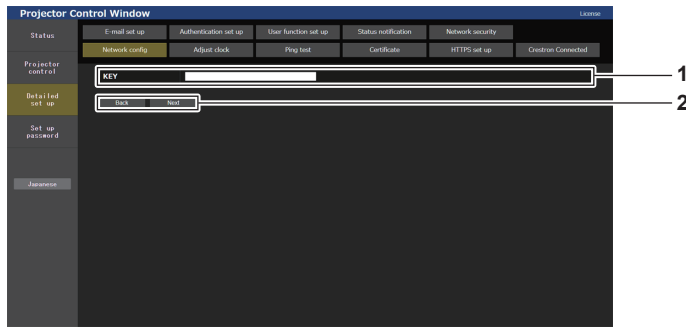 Projector Control Window
License
Status
E-mail set up
Authentication set up
User function set up
Status notification
Network security
Network config
Adjust clock
Ping test
Certificate
HTTPS set up
Crestron Connected
Projector
control
KEY
1
Detailed
set up
Back
Next
2
Set up
password
Japanese